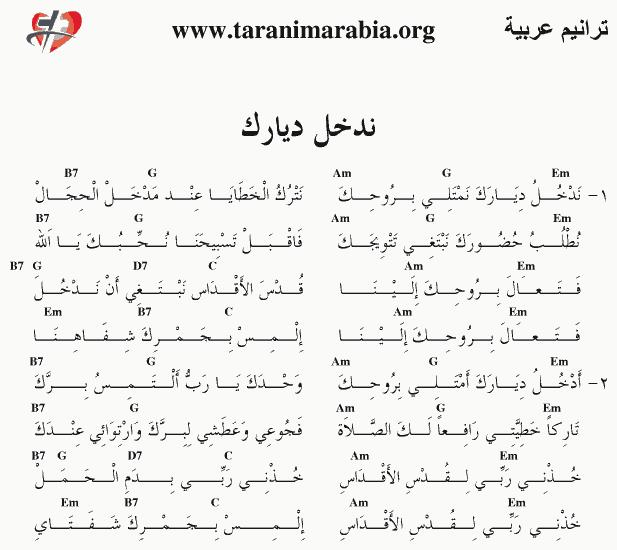 www.taranimarabia.org ترانيم عربية
ندخل ديارك
Em G Am G B7
١- نَدْخُلُ دِيَارَكَ نَمْتَلِي بِرُوحِكَ نَتْرُكُ الْخَطَايَا عِنْد مَدْخَلْ الْحِجَالْ
Em G Am G B7
نُطْلُبُ حُضُورَكَ نَبْتَغِي تَتْوِيجَكَ فَاقْبَلْ تَسْبِيحَنَا نُحِّبُكَ يَا اَلله
Em Am C D7 G B7
فَتَعَالَ بِرُوحِكَ إِلَيْنَا قُدْسَ الأَقْدَاس نَبْتَغِي أَنْ نَدْخُلَ
Em Am C B7 Em
فَتَعَالَ بِرُوحِكَ إِلَيْنَا إِلْمِسْ بِجَمْرِكَ شِفَاهِنَا
Em G Am G B7
٢- أَدْخُلُ دِيَارَكَ أَمْتَلِي بِرُوحِكَ وَحْدَكَ يَا رَبُّ أَلْتَمِسُ بِرَّكَ
Em G Am G B7
تَارِكاً خَطِيَّتِي رَافِعاً لَكَ الصَّلاَةَ فَجُوعِي وَعَطَشِي لِبِرَّكَ وَارْتِوَائِي عِنْدَكَ
Em Am C D7 G B7
خُذْنِي رَبِّي لِقُدْسِ الأَقْدَاسِ خُذْنِي رَبِّي بِدَمِ الْحَمَلْ
Em Am C B7 Em
خُذْنِي رَبِّي لِقُدْسِ الأَقْدَاسِ إِلْمِسْ بِجَمْرِكَ شَفَتَاي